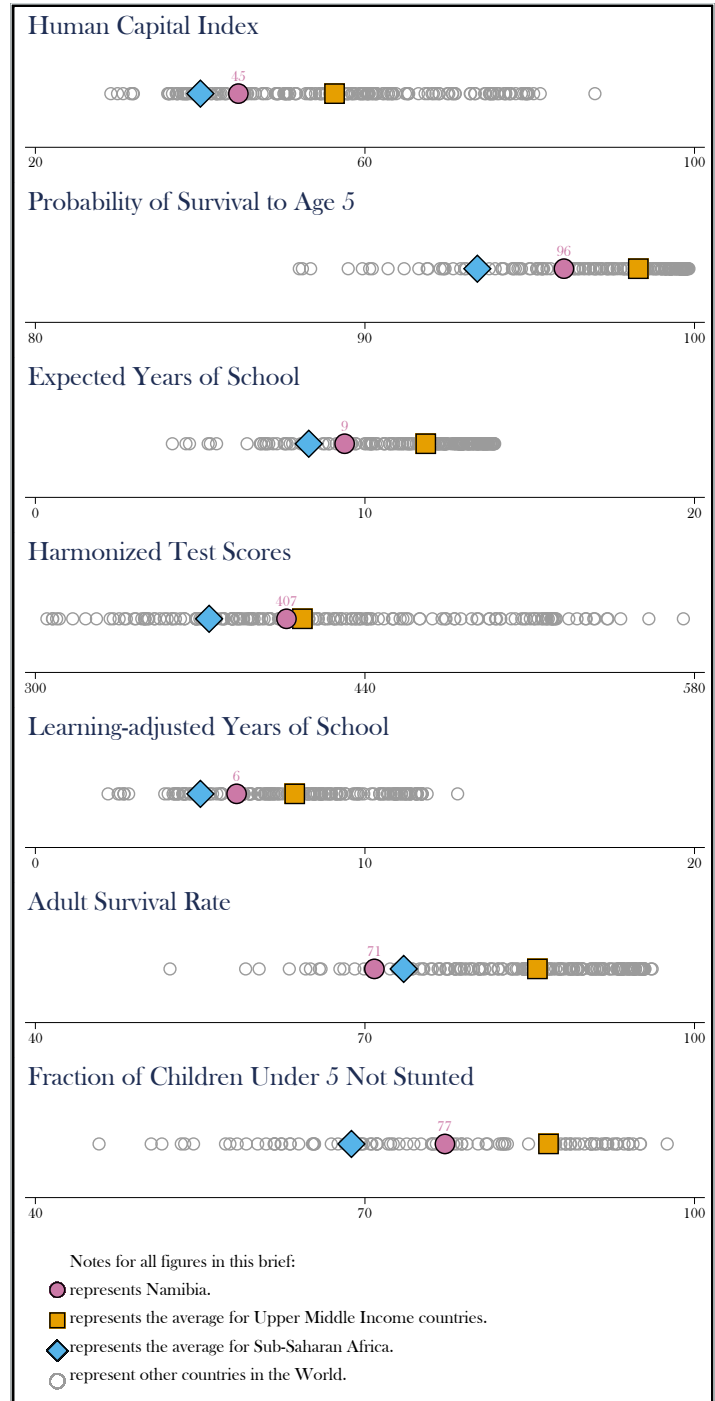 Human Capital Index
45
20 60 100
Probability of Survival to Age 5
96
80 90 100
Expected Years of School
9
0 10 20
Harmonized Test Scores
407
300 440 580
Learning-adjusted Years of School
6
0 10 20
Adult Survival Rate
71
40 70 100
Fraction of Children Under 5 Not Stunted
77
40 70 100
Notes for all figures in this brief:
represents Namibia.
represents the average for Upper Middle Income countries.
represents the average for Sub-Saharan Africa.
represent other countries in the World.